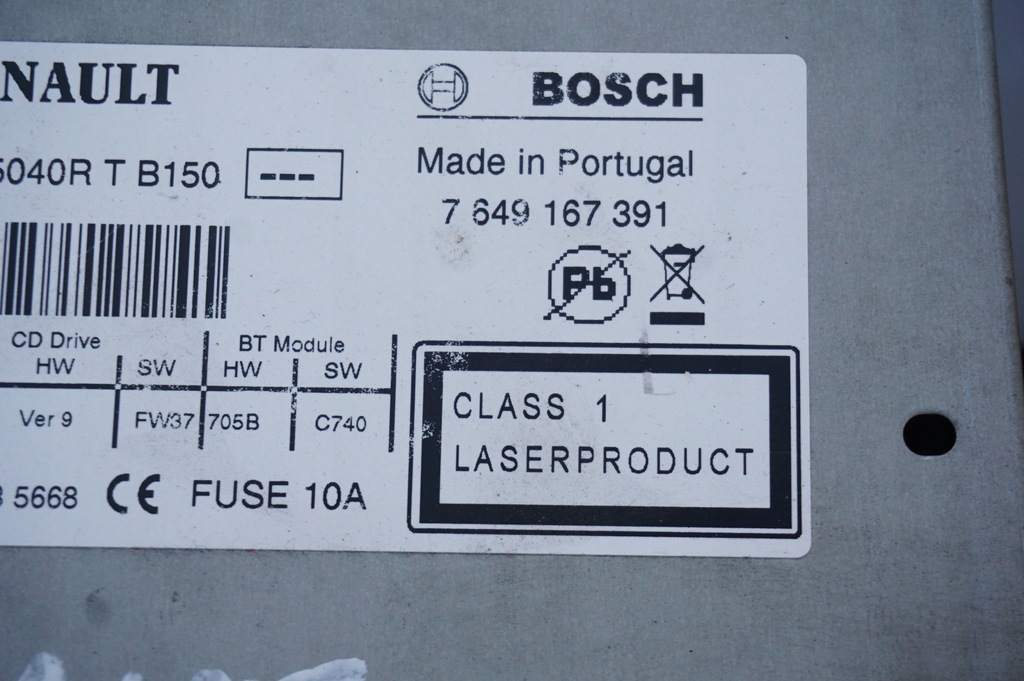 NAULT
BOSCH
5040R T B150 ---
Made in Portugal
7 649 167 391
Pb
CD Drive
BT Module
HW SW HW SW
Ver 9 FW37 705B C740
CLASS 1
LASERPRODUCT
5668 CE FUSE 10A